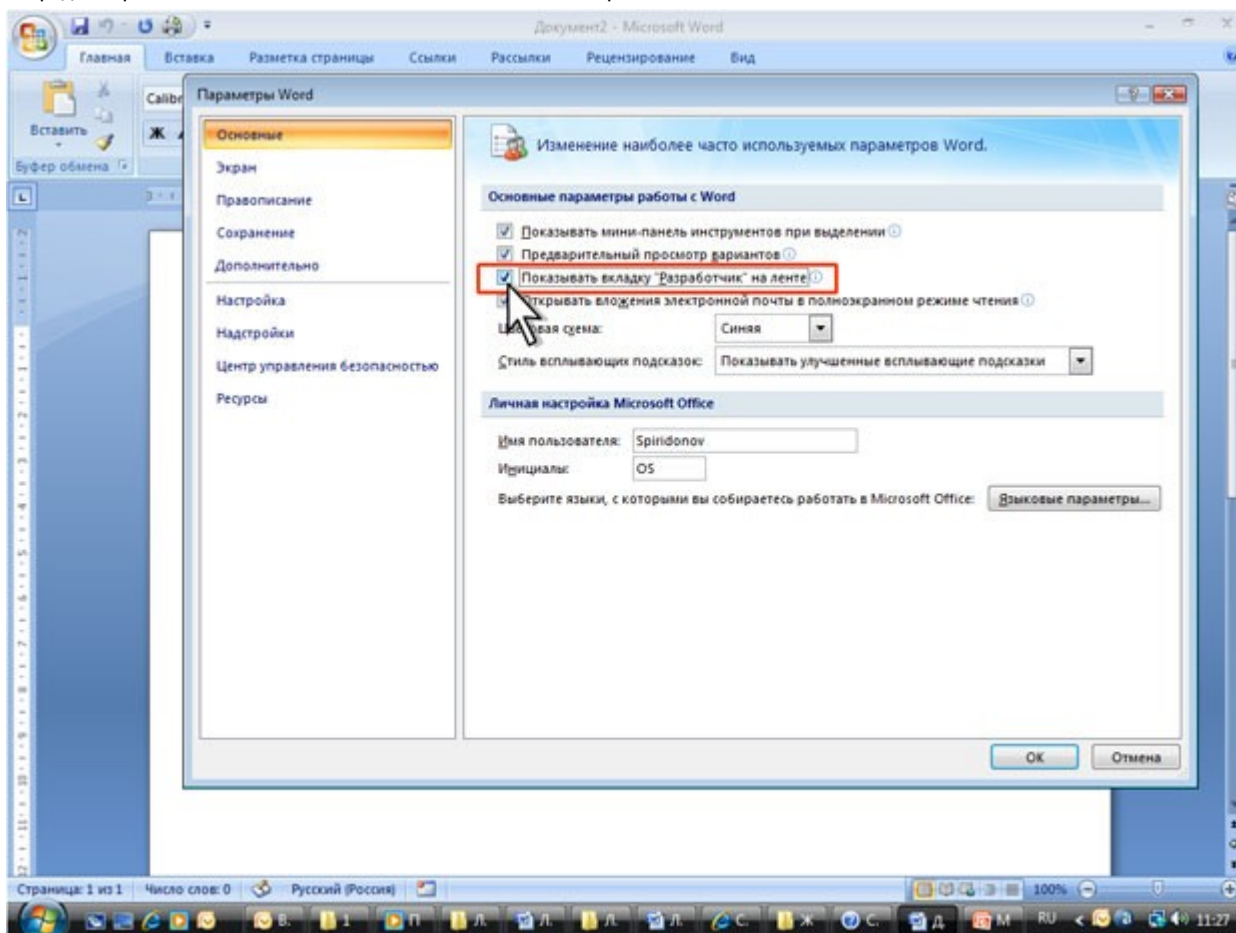 Документ2 - Microsoft Word
Главная Вставка Разметка страницы Ссылки Рассылки Рецензирование Вид
Вставить
Calibr
Ж
Буфер обмена
Параметры Word
Основные
Экран
Правописание
Сохранение
Дополнительно
Настройка
Надстройки
Центр управления безопасностью
Ресурсы
Изменение наиболее часто используемых параметров Word.
Основные параметры работы с Word
Показывать мини-панель инструментов при выделении
Предварительный просмотр вариантов
Показывать вкладку "Разработчик" на ленте
Открывать вложения электронной почты в полноэкранном режиме чтения
схема: Синяя
Стиль всплывающих подсказок: Показывать улучшенные всплывающие подсказки
Личная настройка Microsoft Office
Имя пользователя: Spiridonov
Инициалы: OS
Выберите языки, с которыми вы собираетесь работать в Microsoft Office: Языковые параметры...
ОК Отмена
Страница: 1 из 1 Число слов: 0 Русский (Россия) 100%
В. 1 П Л. Л. Л. Л. С. Ж С. Д М RU 11:27